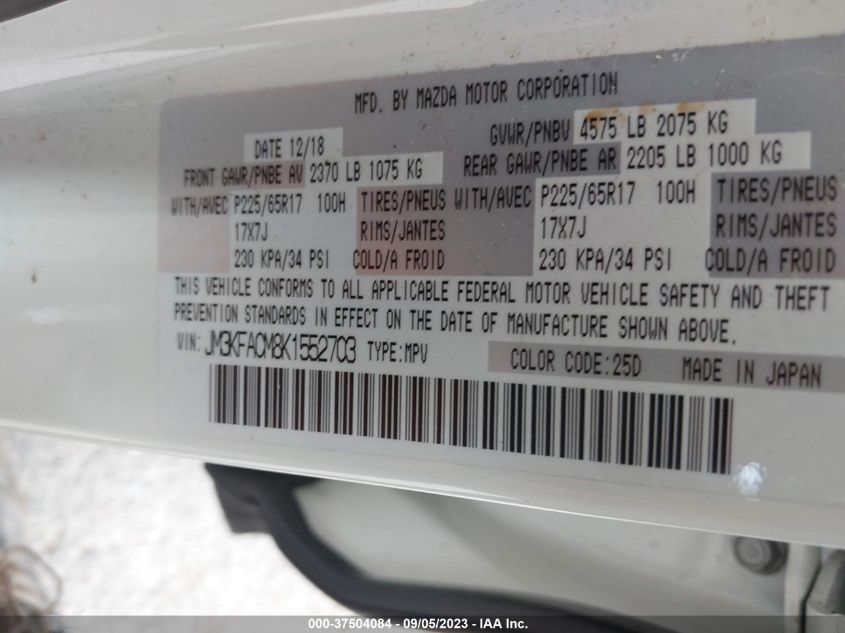 MFD. BY MAZDA MOTOR CORPORATION
DATE 12/18 GVWR/PNBV 4575 LB 2075 KG
FRONT GAWR/PNBE AV 2370 LB 1075 KG REAR GAWR/PNBE AR 2205 LB 1000 KG
WITH/AVEC P225/65R17 100H TIRES/PNEUS WITH/AVEC P225/65R17 100H TIRES/PNEUS
17X7J RIMS/JANTES 17X7J RIMS/JANTES
230 KPA/34 PSI COLD/A FROID 230 KPA/34 PSI COLD/A FROID
THIS VEHICLE CONFORMS TO ALL APPLICABLE FEDERAL MOTOR VEHICLE SAFETY AND THEFT
PREVENTION STANDARDS IN EFFECT ON THE DATE OF MANUFACTURE SHOWN ABOVE.
VIN: JM3KFACM8K1552703 TYPE:MPV COLOR CODE:25D MADE IN JAPAN
000-37504084 - 09/05/2023 - IAA Inc.